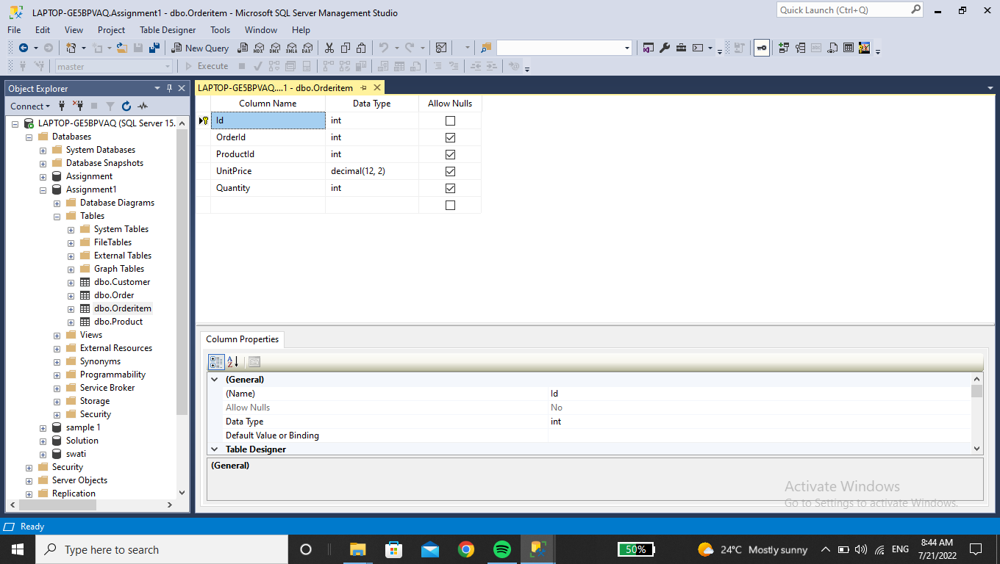 LAPTOP-GE5BPVAQ.Assignment1 - dbo.Orderitem - Microsoft SQL Server Management Studio
Quick Launch (Ctrl+Q)
File Edit View Project Table Designer Tools Window Help
New Query MDX DMX XMLA DAX
master Execute
Object Explorer
LAPTOP-GE5BPVAQ....1 - dbo.Orderitem
Connect
Column Name Data Type Allow Nulls
Id int
OrderId int
ProductId int
UnitPrice decimal(12, 2)
Quantity int
LAPTOP-GE5BPVAQ (SQL Server 15.
Databases
System Databases
Database Snapshots
Assignment
Assignment1
Database Diagrams
Tables
System Tables
FileTables
External Tables
Graph Tables
dbo.Customer
dbo.Order
dbo.Orderitem
dbo.Product
Views
External Resources
Synonyms
Programmability
Service Broker
Storage
Security
sample 1
Solution
swati
Security
Server Objects
Replication
Column Properties
(General)
(Name) Id
Allow Nulls No
Data Type int
Default Value or Binding
Table Designer
(General)
Activate Windows
Go to Settings to activate Windows.
Ready
Type here to search
50%
24°C Mostly sunny
ENG
8:44 AM
7/21/2022